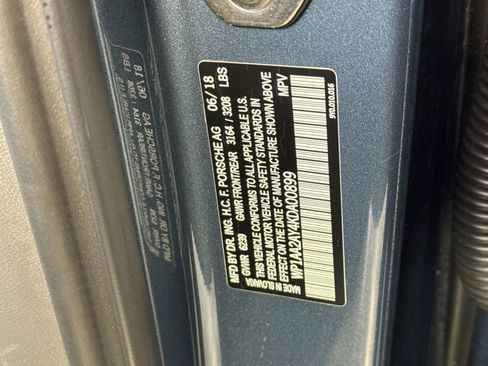 MFD BY DR. ING. H.C. F. PORSCHE AG 06/18
GVWR 6239 GAWR FRONT/REAR 3164 / 3208 LBS
THIS VEHICLE CONFORMS TO ALL APPLICABLE U.S.
FEDERAL MOTOR VEHICLE SAFETY STANDARDS IN
EFFECT ON THE DATE OF MANUFACTURE SHOWN ABOVE
WP1AA2AY4KDA00899 MPV
MADE IN SLOVAKIA
9Y0.010.016